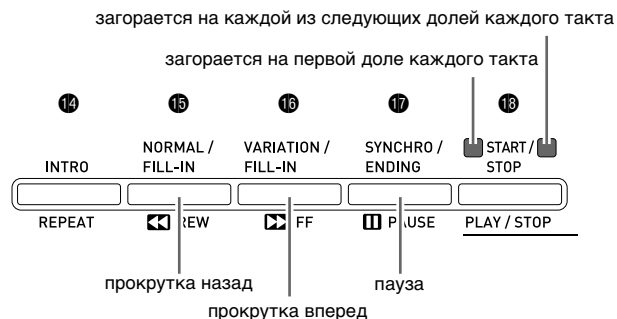 загорается на каждой из следующих долей каждого такта
загорается на первой доле каждого такта
⓮ ⓯ ⓰ ⓱ ⓲
INTRO
NORMAL /
FILL-IN
VARIATION /
FILL-IN
SYNCHRO /
ENDING
START /
STOP
REPEAT
REW
FF
PAUSE
PLAY / STOP
прокрутка назад
пауза
прокрутка вперед